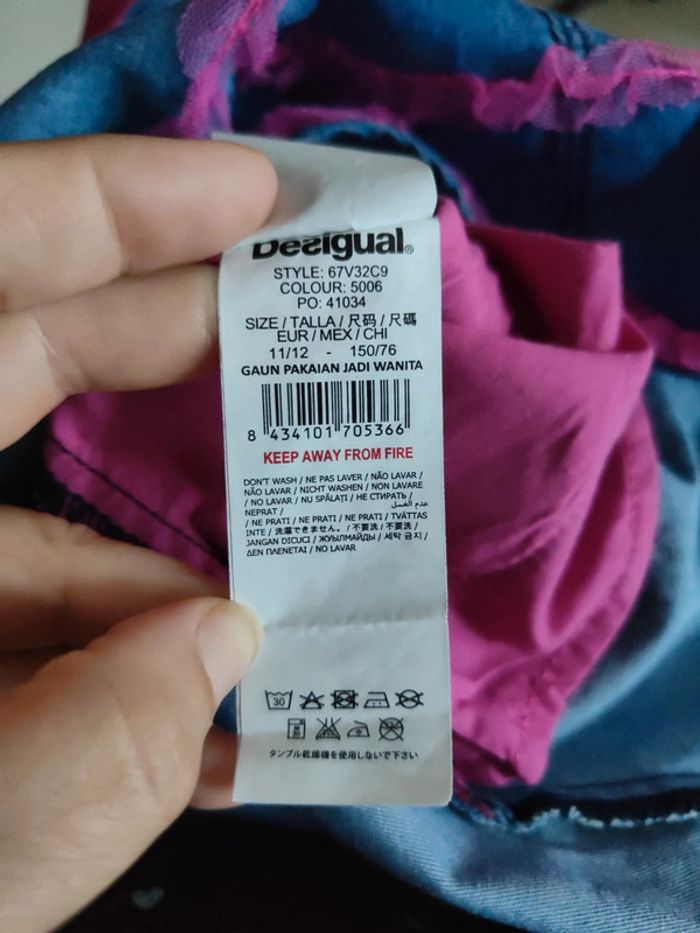 Desigual®
STYLE: 67V32C9
COLOUR: 5006
PO: 41034
SIZE / TALLA / 尺码 / 尺碼
EUR / MEX / CHI
11/12 - 150/76
GAUN PAKAIAN JADI WANITA
8 434101 705366
KEEP AWAY FROM FIRE
DON'T WASH / NE PAS LAVER / NÃO LAVAR /
NÃO LAVAR / NICHT WASHEN / NON LAVARE
/ NO LAVAR / NU SPĂLAȚI / НЕ СТИРАТЬ /
عدم الغسل
NEPRAT /
/ NE PRATI / NE PRATI / NE PRATI / TVÄTTAS
INTE / 洗濯できません。 / 不要洗 / 不要洗 /
JANGAN DICUCI / ЖУЫЛМАЙДЫ / 세탁 금지 /
ΔΕΝ ΠΛΕΝΕΤΑΙ / NO LAVAR
30
タンブル乾燥機を使用しないで下さい